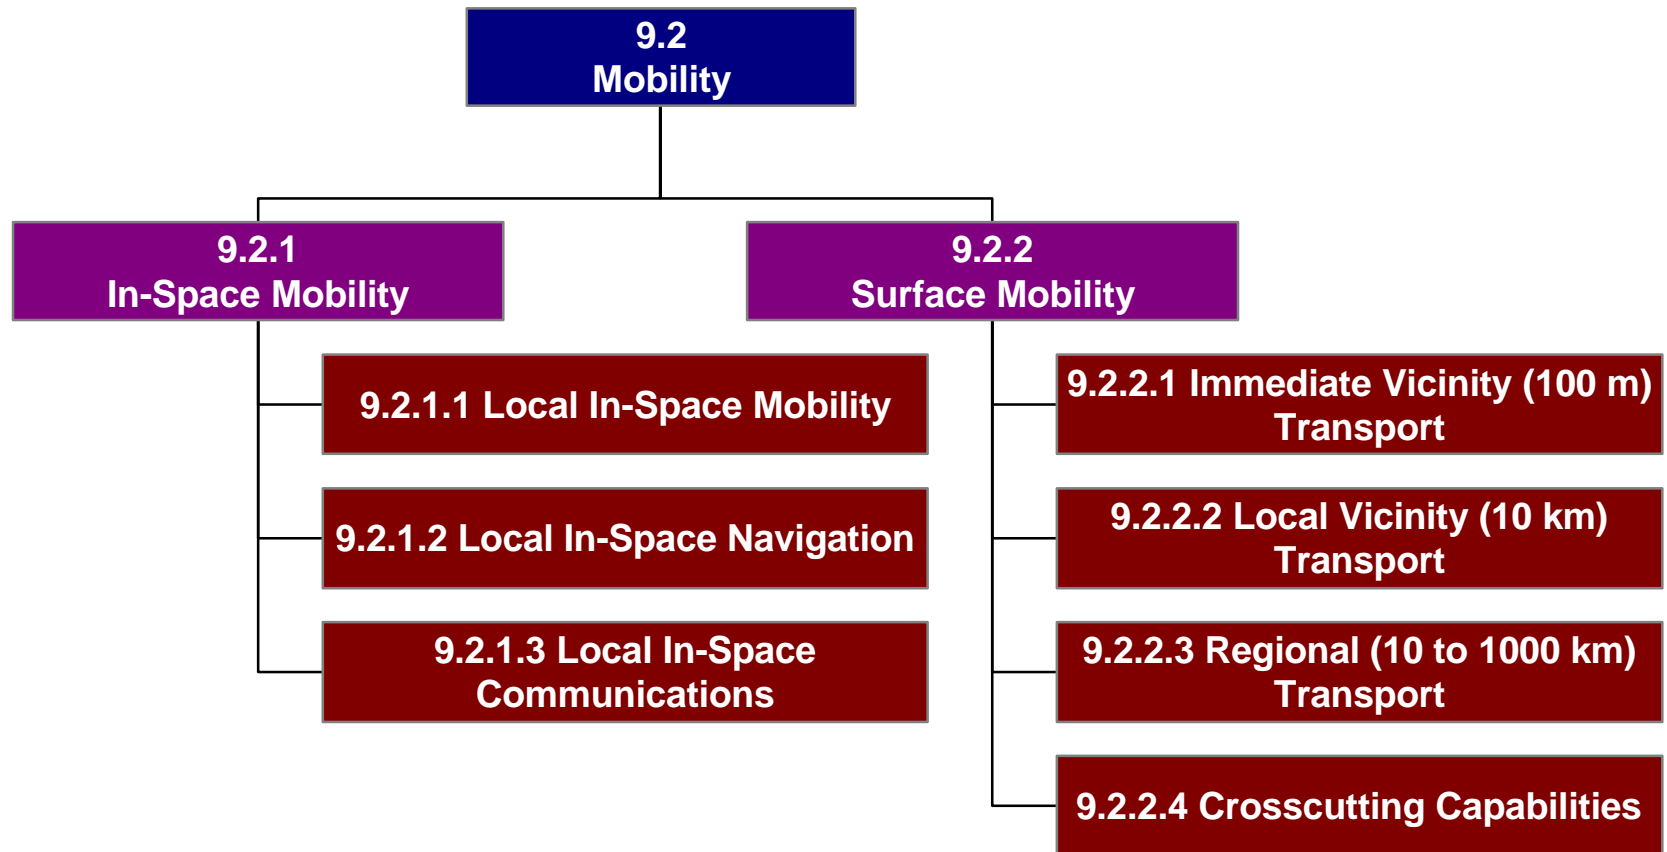 9.2
Mobility
9.2.1
In-Space Mobility
9.2.1.1 Local In-Space Mobility
9.2.1.2 Local In-Space Navigation
9.2.1.3 Local In-Space
Communications
9.2.2
Surface Mobility
9.2.2.1 Immediate Vicinity (100 m)
Transport
9.2.2.2 Local Vicinity (10 km)
Transport
9.2.2.3 Regional (10 to 1000 km)
Transport
9.2.2.4 Crosscutting Capabilities